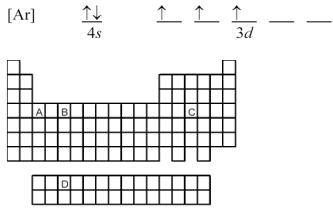 [Ar] ↑↓ ↑ ↑ ↑
4s 3d
A B C
D